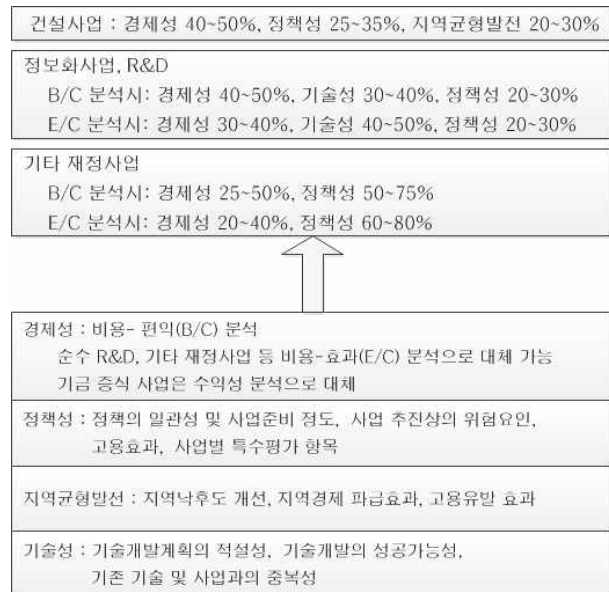 건설사업 : 경제성 40~50%, 정책성 25~35%, 지역균형발전 20~30%
정보화사업, R&D
B/C 분석시: 경제성 40~50%, 기술성 30~40%, 정책성 20~30%
E/C 분석시: 경제성 30~40%, 기술성 40~50%, 정책성 20~30%
기타 재정사업
B/C 분석시: 경제성 25~50%, 정책성 50~75%
E/C 분석시: 경제성 20~40%, 정책성 60~80%
경제성 : 비용- 편익(B/C) 분석
순수 R&D, 기타 재정사업 등 비용-효과(E/C) 분석으로 대체 가능
기금 증식 사업은 수익성 분석으로 대체
정책성 : 정책의 일관성 및 사업준비 정도, 사업 추진상의 위험요인,
고용효과, 사업별 특수평가 항목
지역균형발전 : 지역낙후도 개선, 지역경제 파급효과, 고용유발 효과
기술성 : 기술개발계획의 적절성, 기술개발의 성공가능성,
기존 기술 및 사업과의 중복성